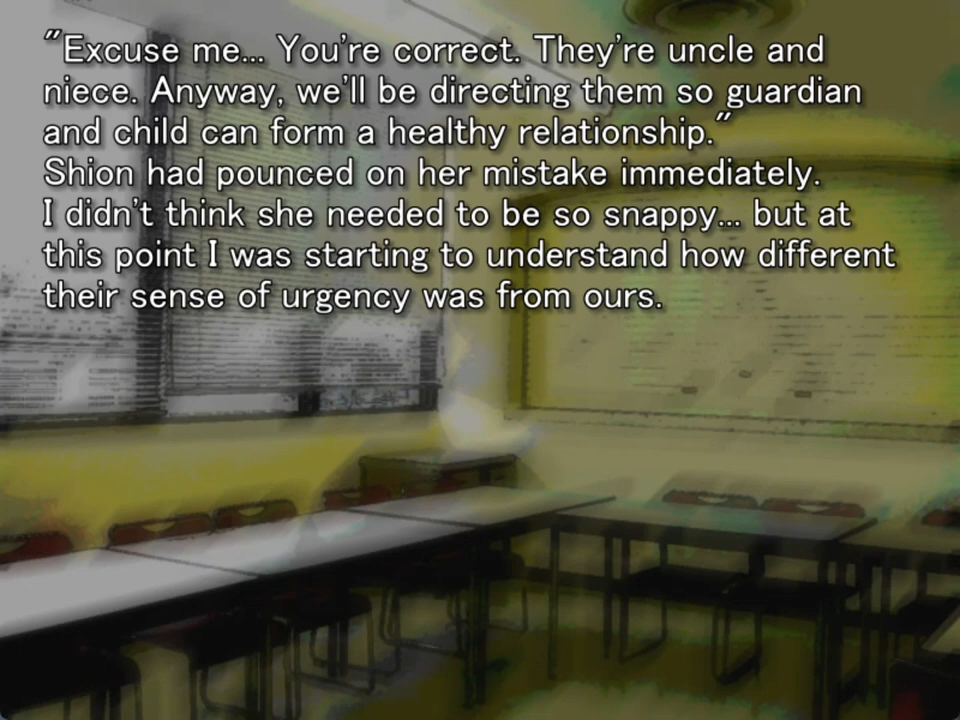 "Excuse me... You're correct. They're uncle and
niece. Anyway, we'll be directing them so guardian
and child can form a healthy relationship."
Shion had pounced on her mistake immediately.
I didn't think she needed to be so snappy... but at
this point I was starting to understand how different
their sense of urgency was from ours.